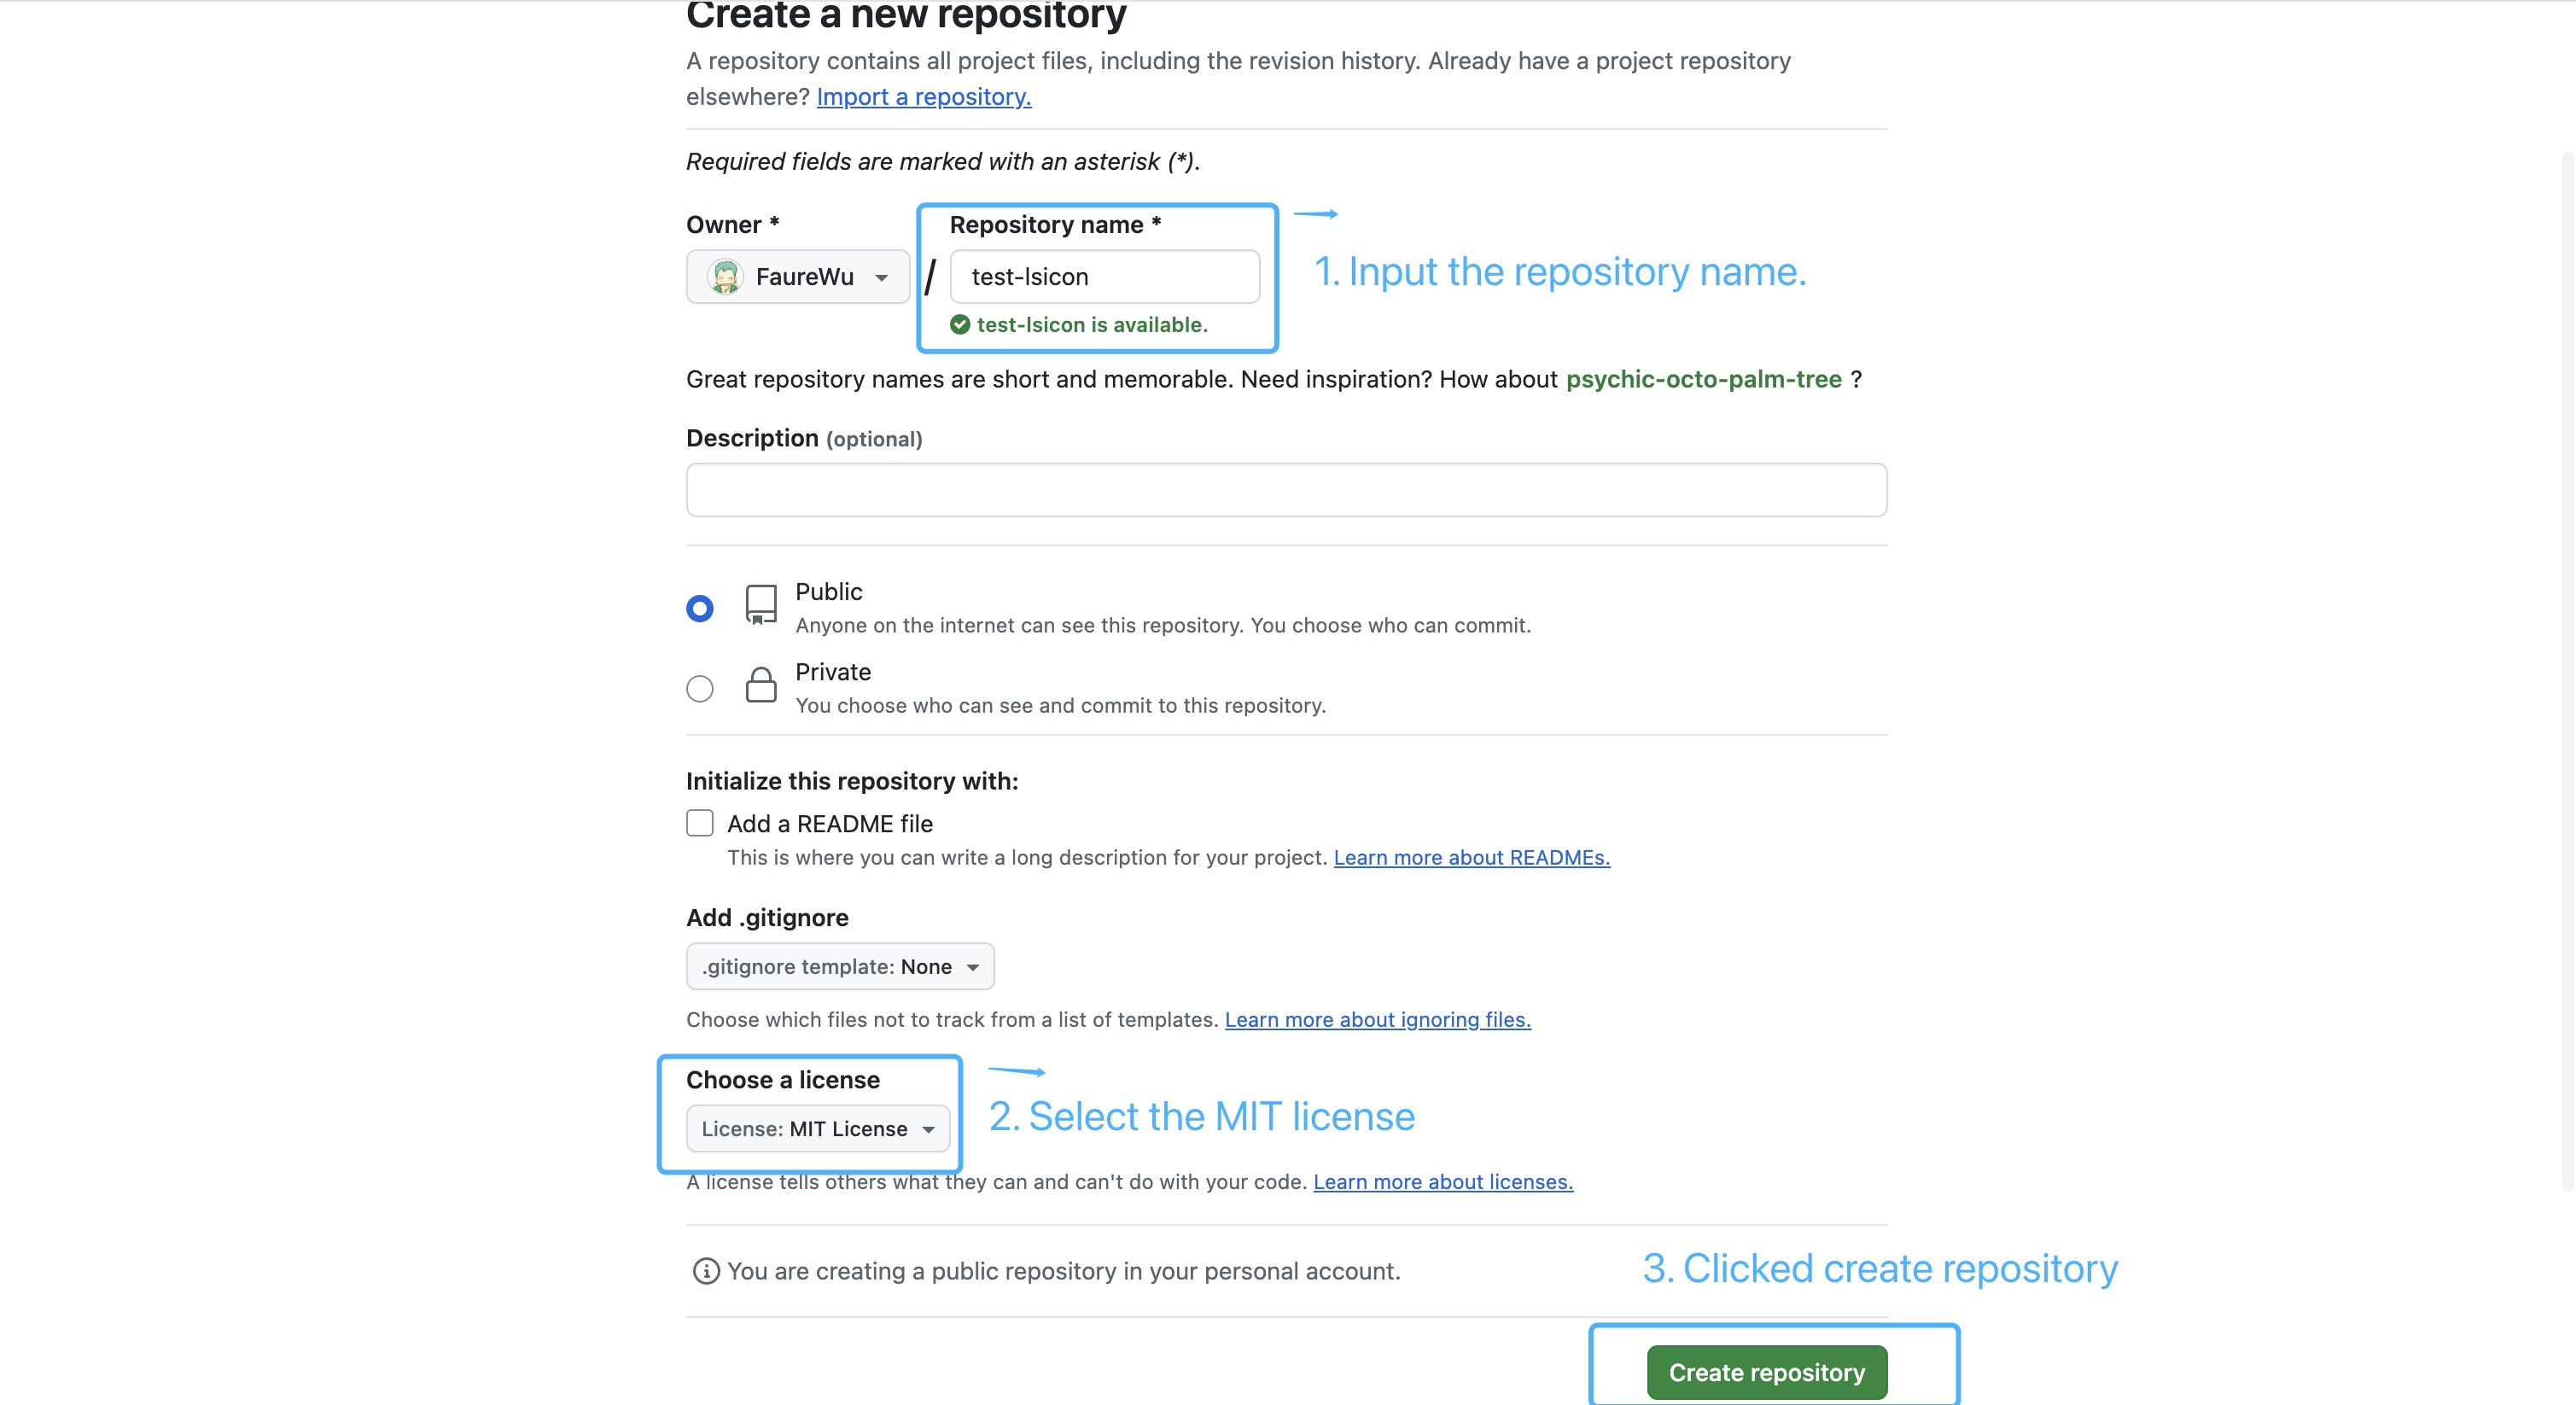 Create a new repository
A repository contains all project files, including the revision history. Already have a project repository
elsewhere? Import a repository.
Required fields are marked with an asterisk (*).
Owner *
Repository name *
FaureWu
/
test-lsicon
test-lsicon is available.
1. Input the repository name.
Great repository names are short and memorable. Need inspiration? How about psychic-octo-palm-tree ?
Description (optional)
Public
Anyone on the internet can see this repository. You choose who can commit.
Private
You choose who can see and commit to this repository.
Initialize this repository with:
Add a README file
This is where you can write a long description for your project. Learn more about READMEs.
Add .gitignore
.gitignore template: None
Choose which files not to track from a list of templates. Learn more about ignoring files.
Choose a license
License: MIT License
2. Select the MIT license
A license tells others what they can and can't do with your code. Learn more about licenses.
You are creating a public repository in your personal account.
3. Clicked create repository
Create repository